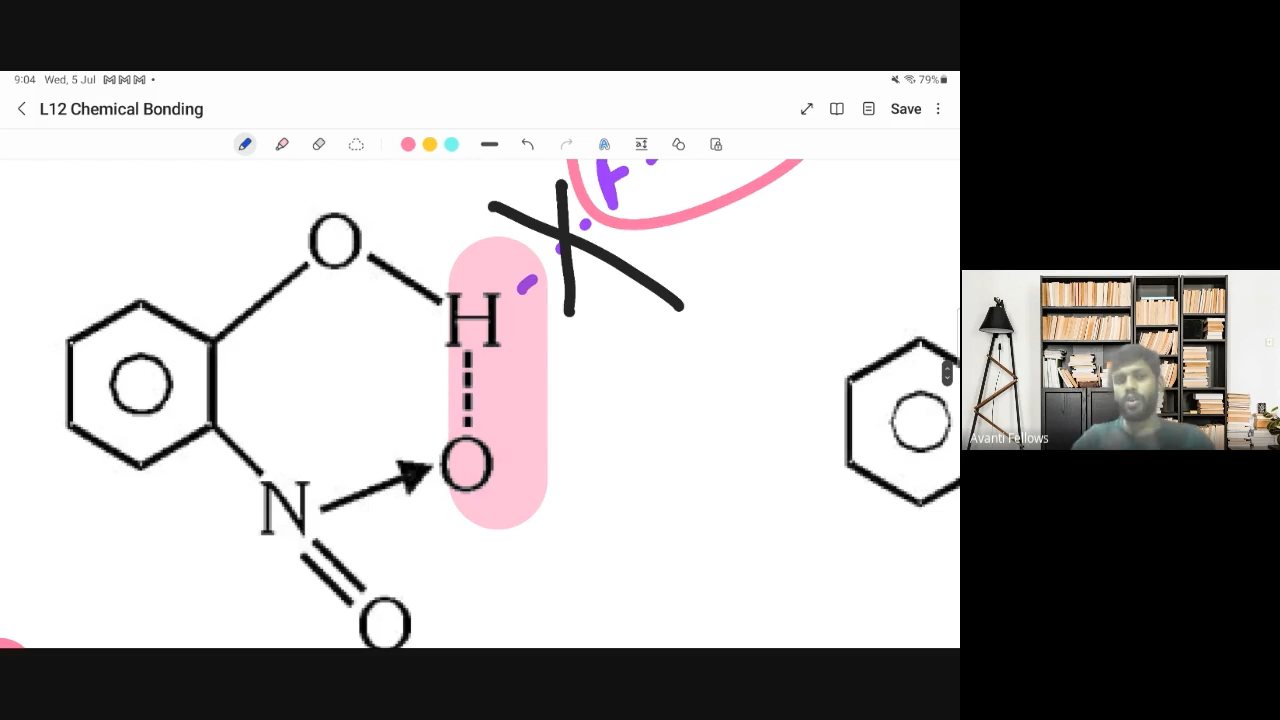 9:04 Wed, 5 Jul
79%
L12 Chemical Bonding
Save
O
H
O
N
O
Avanti Fellows